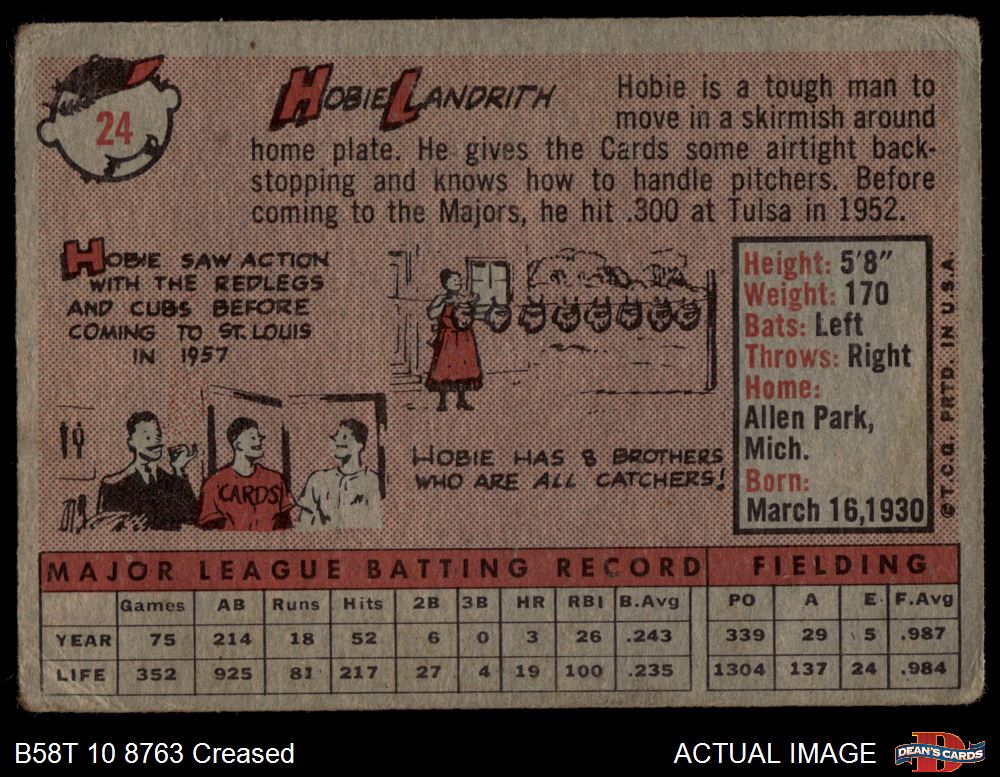 24
HOBIE LANDRITH
Hobie is a tough man to
move in a skirmish around
home plate. He gives the Cards some airtight back-
stopping and knows how to handle pitchers. Before
coming to the Majors, he hit .300 at Tulsa in 1952.
HOBIE SAW ACTION
WITH THE REDLEGS
AND CUBS BEFORE
COMING TO ST. LOUIS
IN 1957
CARDS
HOBIE HAS 8 BROTHERS
WHO ARE ALL CATCHERS!
Height: 5'8"
Weight: 170
Bats: Left
Throws: Right
Home:
Allen Park,
Mich.
Born:
March 16,1930
© T.C.G. PRTD. IN U.S.A.
MAJOR LEAGUE BATTING RECORD FIELDING
Games AB Runs Hits 2B 3B HR RBI B.Avg PO A E. F.Avg
YEAR 75 214 18 52 6 0 3 26 .243 339 29 5 .987
LIFE 352 925 81 217 27 4 19 100 .235 1304 137 24 .984
B58T 10 8763 Creased
ACTUAL IMAGE
DEAN'S CARDS